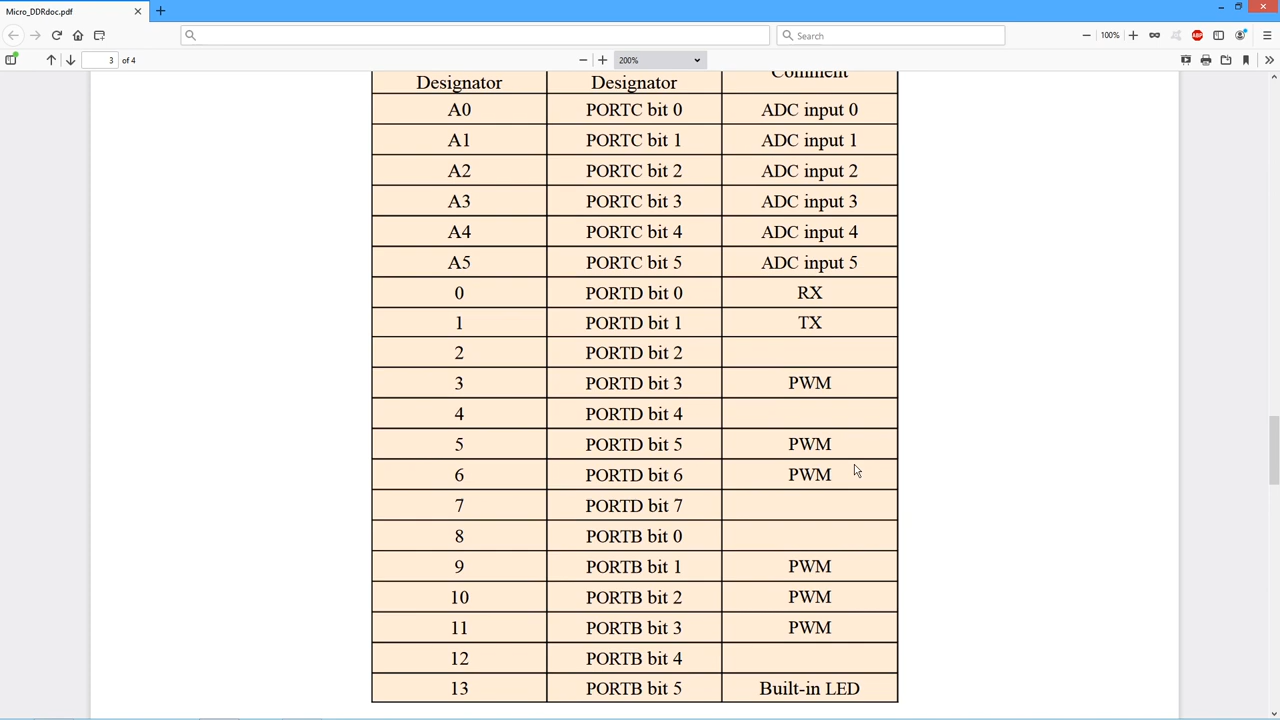 Micro_DDRdoc.pdf
Search
100%
ABP
3 of 4
200%
Designator Designator Comment
A0 PORTC bit 0 ADC input 0
A1 PORTC bit 1 ADC input 1
A2 PORTC bit 2 ADC input 2
A3 PORTC bit 3 ADC input 3
A4 PORTC bit 4 ADC input 4
A5 PORTC bit 5 ADC input 5
0 PORTD bit 0 RX
1 PORTD bit 1 TX
2 PORTD bit 2
3 PORTD bit 3 PWM
4 PORTD bit 4
5 PORTD bit 5 PWM
6 PORTD bit 6 PWM
7 PORTD bit 7
8 PORTB bit 0
9 PORTB bit 1 PWM
10 PORTB bit 2 PWM
11 PORTB bit 3 PWM
12 PORTB bit 4
13 PORTB bit 5 Built-in LED